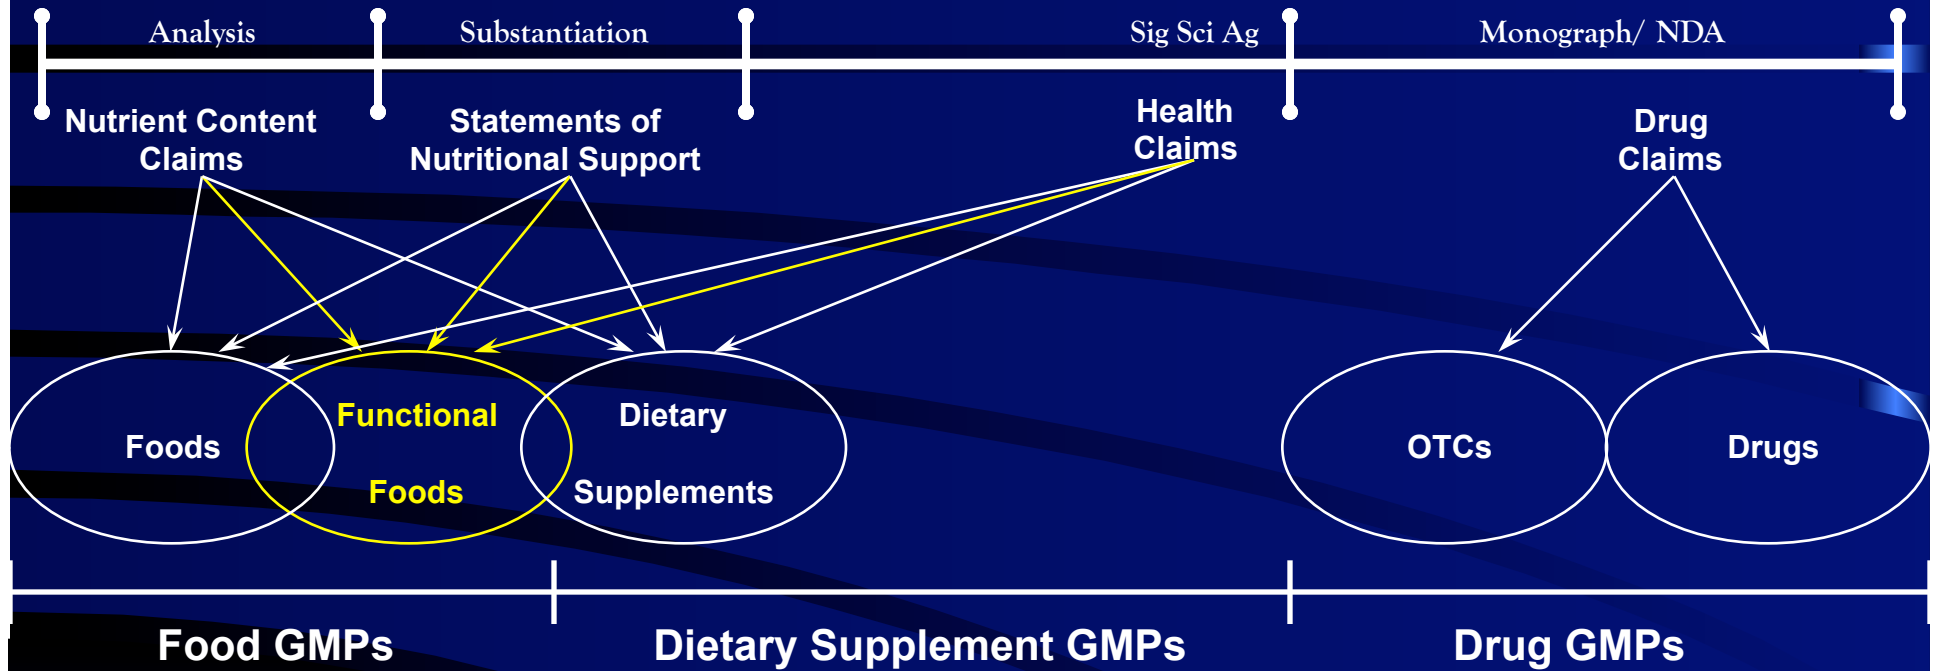 Analysis
Substantiation
Sig Sci Ag
Monograph/ NDA
Nutrient Content
Claims
Statements of
Nutritional Support
Health
Claims
Drug
Claims
Foods
Functional
Foods
Dietary
Supplements
OTCs
Drugs
Food GMPs
Dietary Supplement GMPs
Drug GMPs